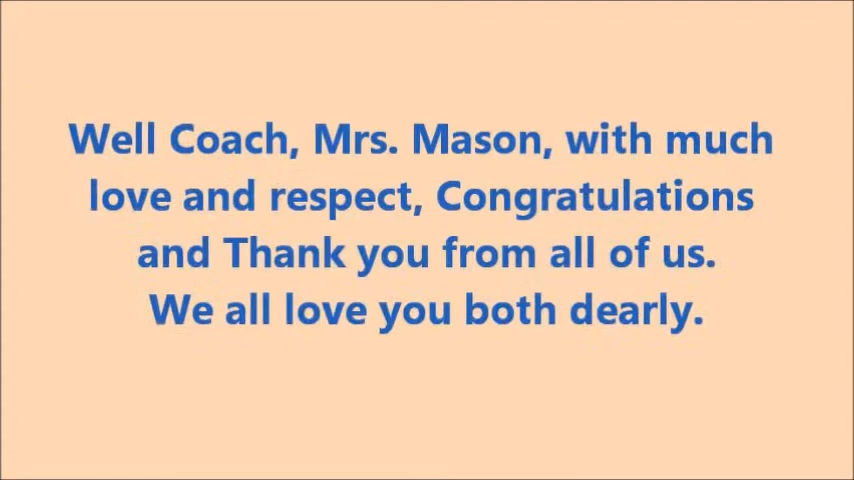 Well Coach, Mrs. Mason, with much
love and respect, Congratulations
and Thank you from all of us.
We all love you both dearly.